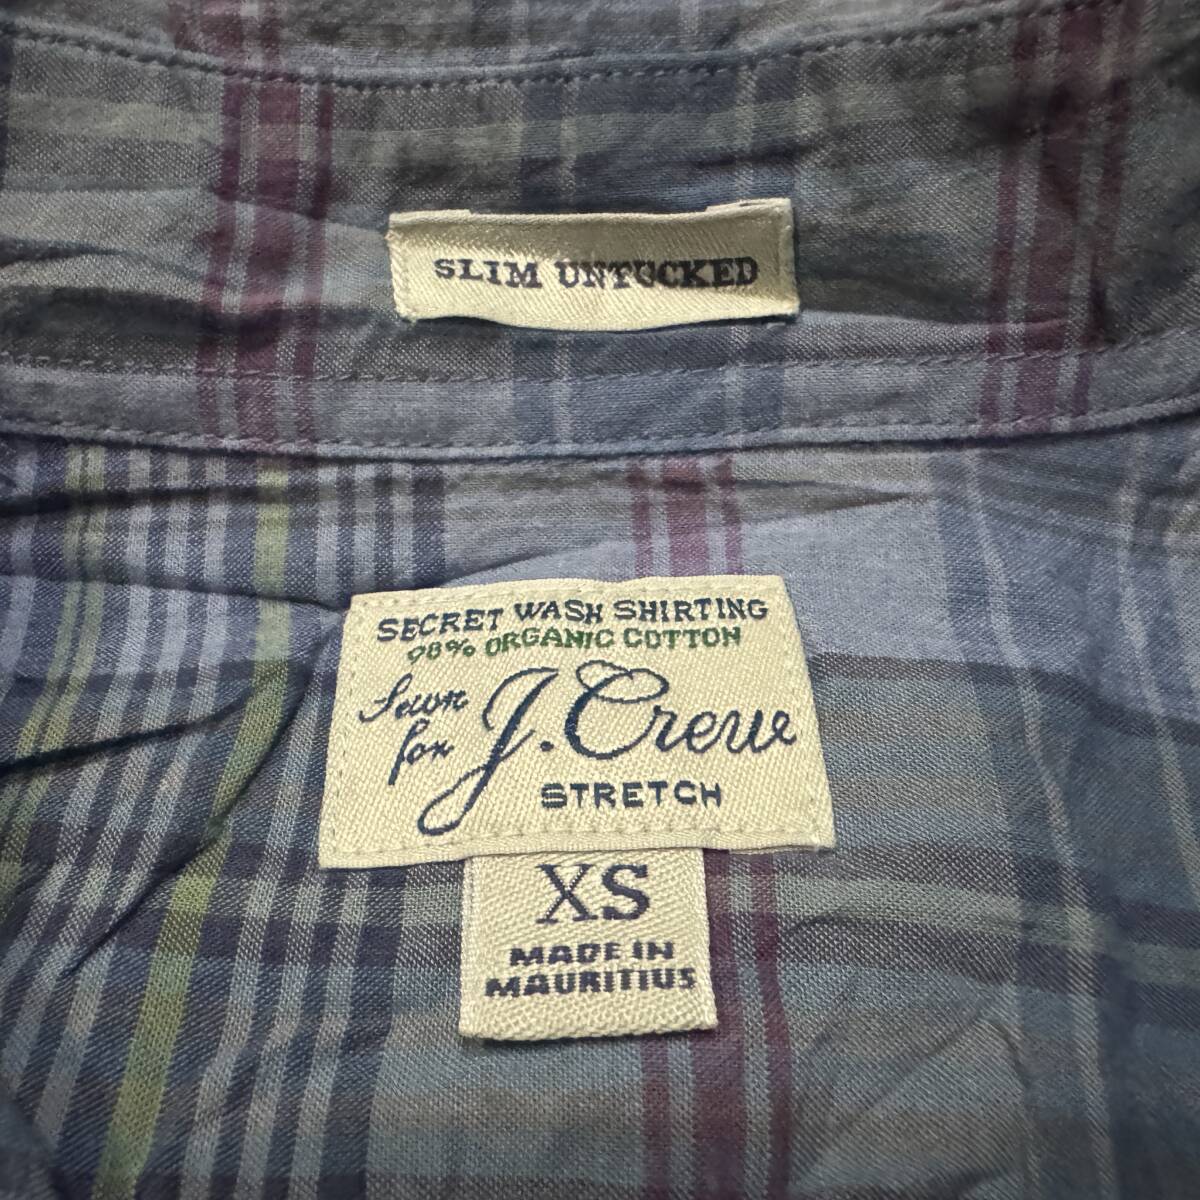 SLIM UNTUCKED
SECRET WASH SHIRTING
98% ORGANIC COTTON
Sewn for J.Crew
STRETCH
XS
MADE IN
MAURITIUS